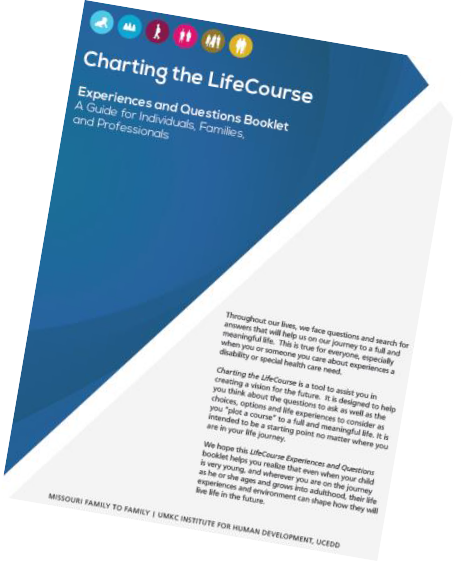 Charting the LifeCourse
Experiences and Questions Booklet
A Guide for Individuals, Families,
and Professionals
Throughout our lives, we face questions and search for
answers that will help us on our journey to a full and
meaningful life. This is true for everyone, especially
when you or someone you care about experiences a
disability or special health care need.
Charting the LifeCourse is a tool to assist you in
creating a vision for the future. It is designed to help
you think about the questions to ask as well as the
choices, options and life experiences to consider as
you "plot a course" to a full and meaningful life. It is
intended to be a starting point no matter where you
are in your life journey.
We hope this LifeCourse Experiences and Questions
booklet helps you realize that even when your child
is very young, and wherever you are on the journey
as he or she ages and grows into adulthood, their life
experiences and environment can shape how they will
live life in the future.
MISSOURI FAMILY TO FAMILY | UMKC INSTITUTE FOR HUMAN DEVELOPMENT, UCEDD